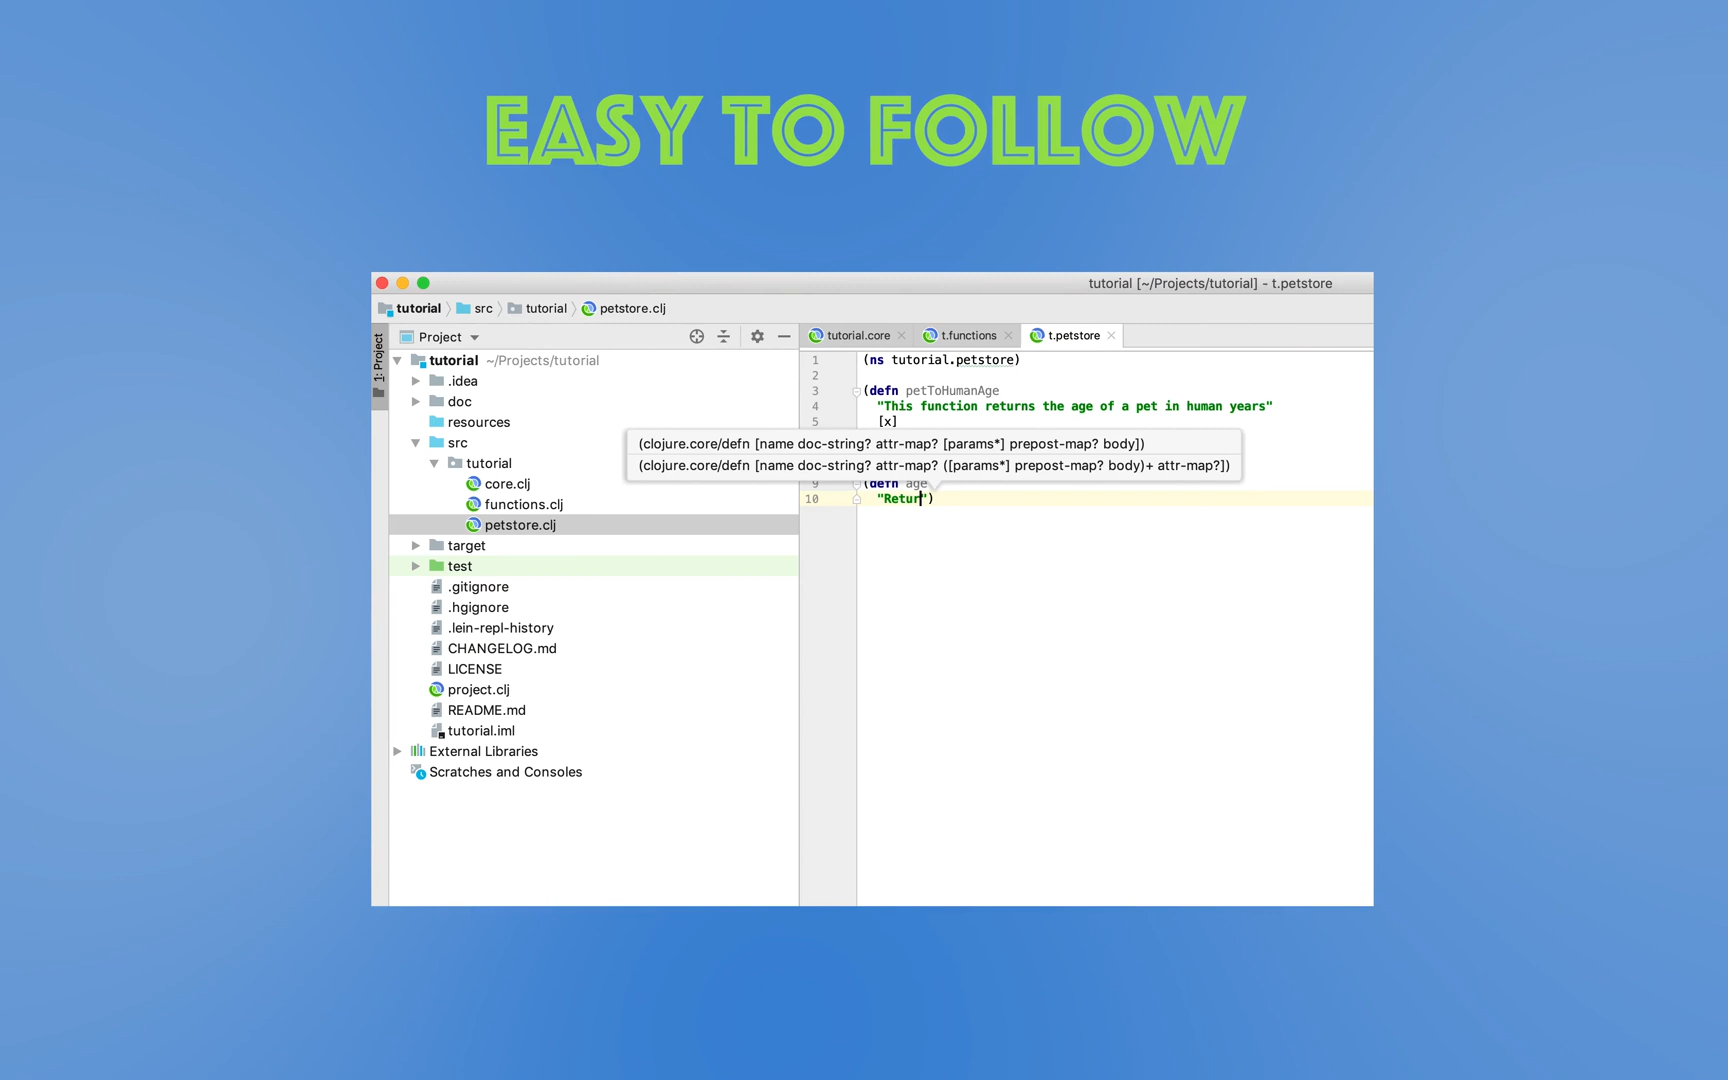 EASY TO FOLLOW
tutorial [~/Projects/tutorial] - t.petstore
tutorial src tutorial petstore.clj
1: Project
Project
tutorial.core t.functions t.petstore
tutorial ~/Projects/tutorial
.idea
doc
resources
src
tutorial
core.clj
functions.clj
petstore.clj
target
test
.gitignore
.hgignore
.lein-repl-history
CHANGELOG.md
LICENSE
project.clj
README.md
tutorial.iml
External Libraries
Scratches and Consoles
1 (ns tutorial.petstore)
2
3 (defn petToHumanAge
4 "This function returns the age of a pet in human years"
5 [x]
(clojure.core/defn [name doc-string? attr-map? [params*] prepost-map? body])
(clojure.core/defn [name doc-string? attr-map? ([params*] prepost-map? body)+ attr-map?])
9 (defn age
10 "Retur")